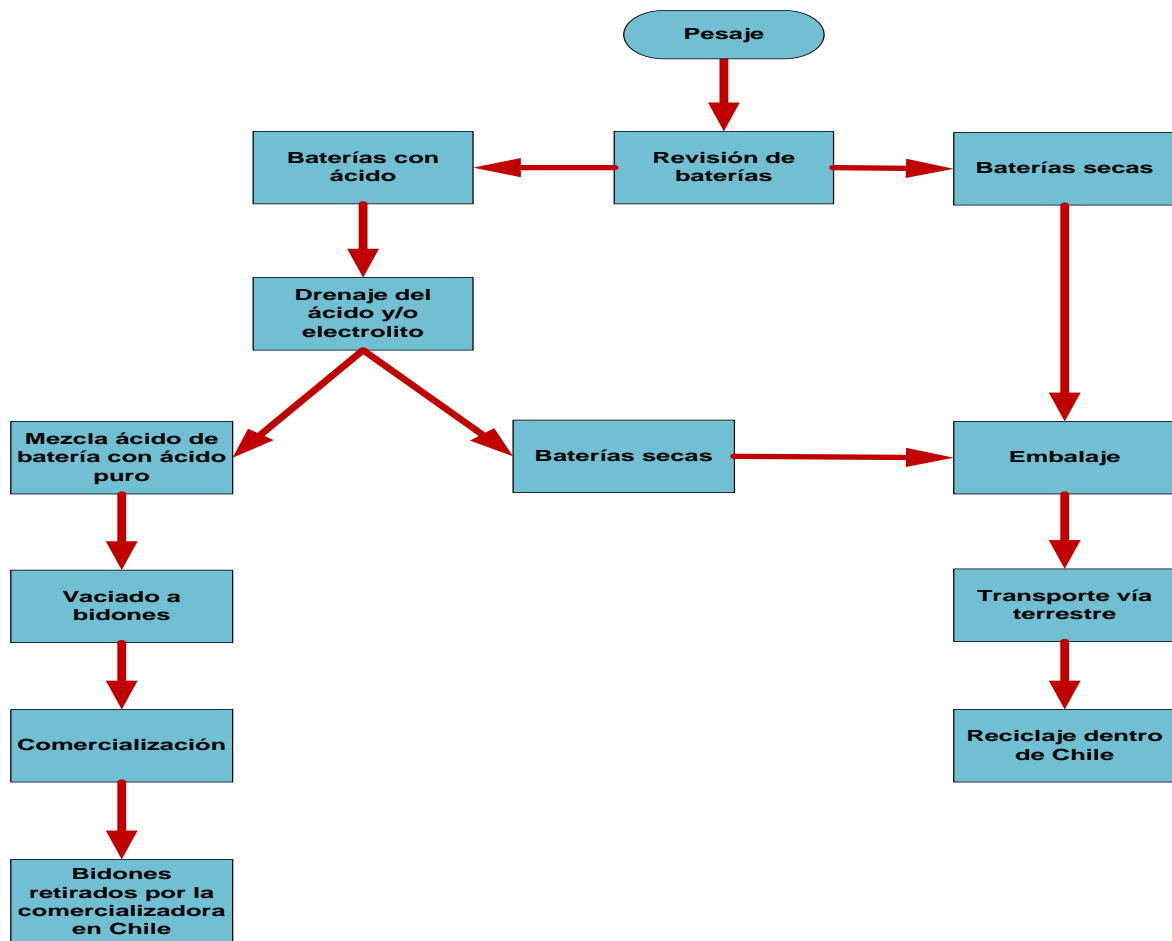 Pesaje
Baterías con
ácido
Revisión de
baterías
Baterías secas
Drenaje del
ácido y/o
electrolito
Mezcla ácido de
batería con ácido
puro
Baterías secas
Embalaje
Vaciado a
bidones
Transporte vía
terrestre
Comercialización
Reciclaje dentro
de Chile
Bidones
retirados por la
comercializadora
en Chile